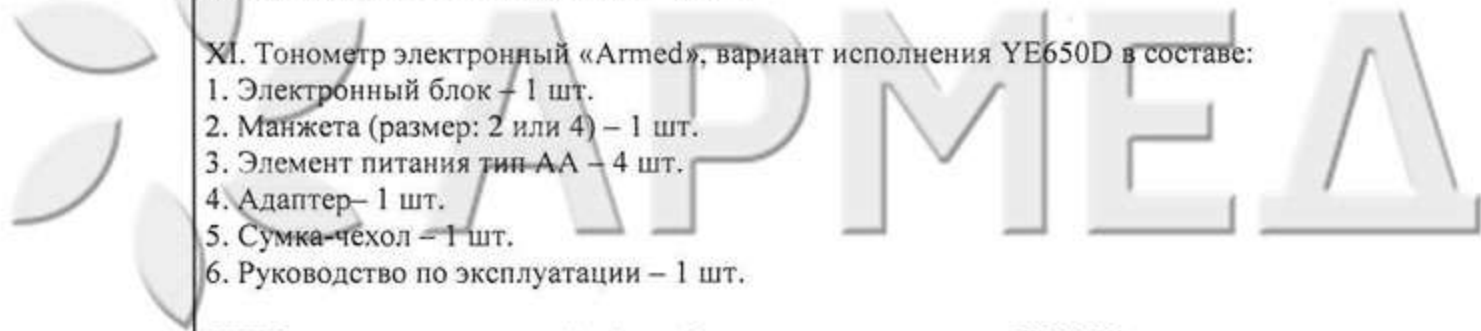 XI. Тонометр электронный «Armed», вариант исполнения YE650D в составе:
1. Электронный блок – 1 шт.
2. Манжета (размер: 2 или 4) – 1 шт.
3. Элемент питания тип АА – 4 шт.
4. Адаптер– 1 шт.
5. Сумка-чехол – 1 шт.
6. Руководство по эксплуатации – 1 шт.
АРМЕД